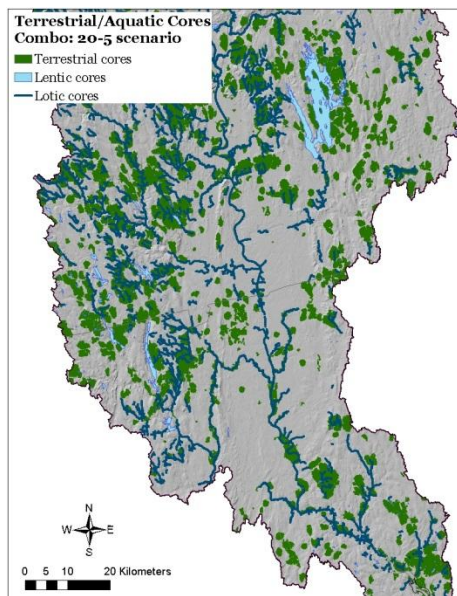 Terrestrial/Aquatic Cores
Combo: 20-5 scenario
Terrestrial cores
Lentic cores
Lotic cores
N
W E
S
0 5 10 20 Kilometers